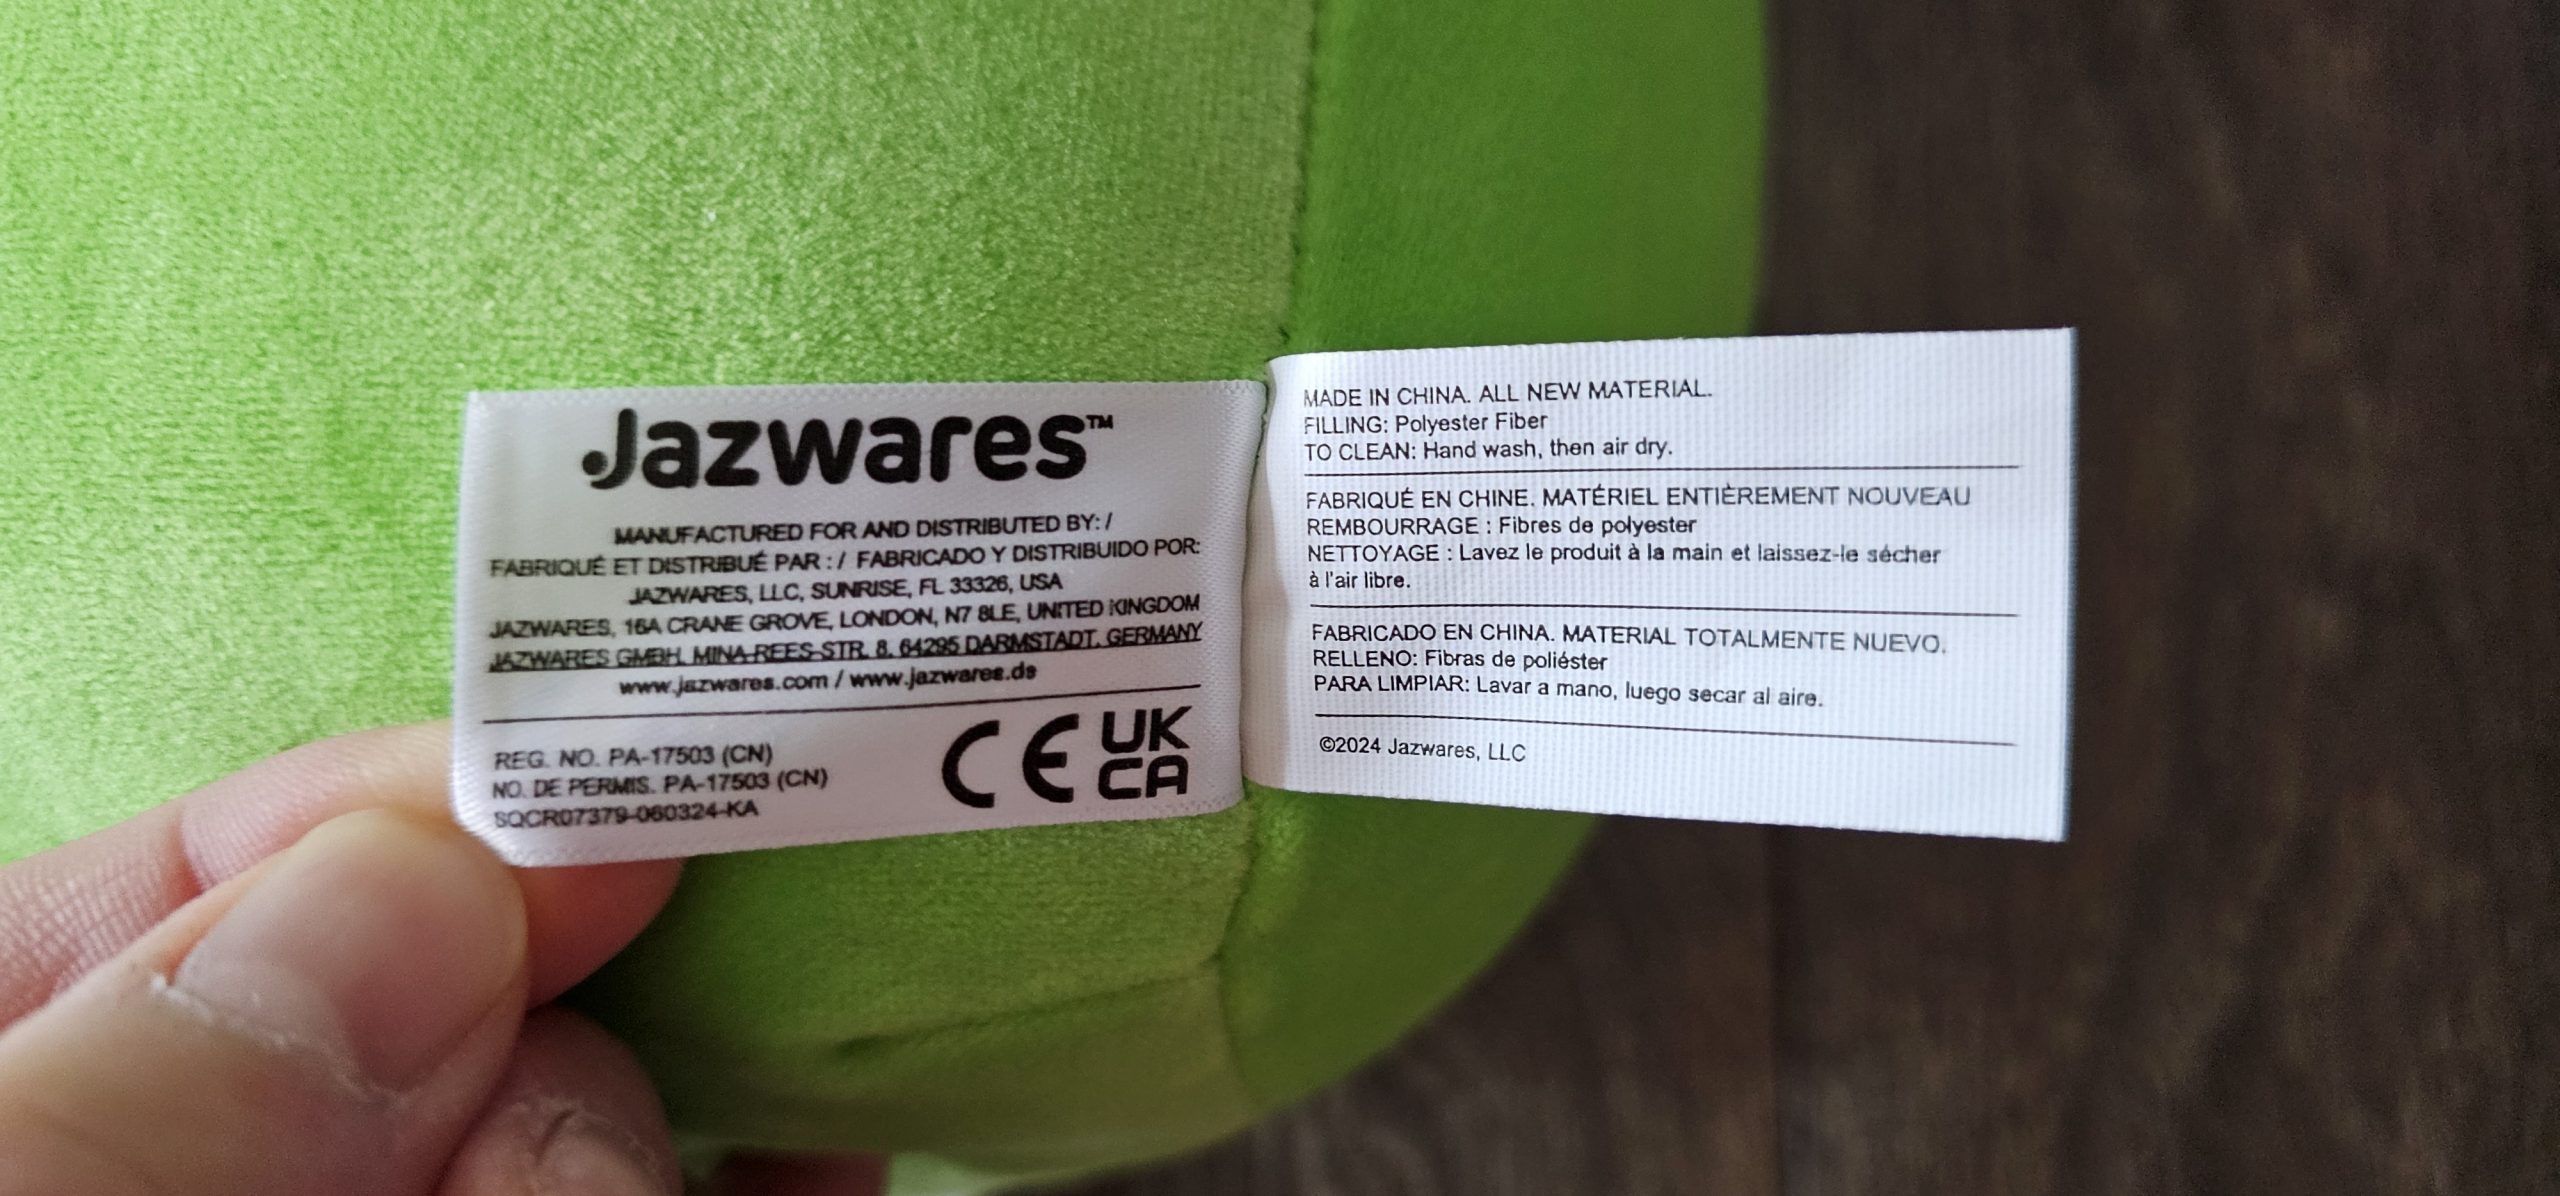 Jazwares™
MANUFACTURED FOR AND DISTRIBUTED BY: /
FABRIQUÉ ET DISTRIBUÉ PAR : / FABRICADO Y DISTRIBUIDO POR:
JAZWARES, LLC, SUNRISE, FL 33326, USA
JAZWARES, 16A CRANE GROVE, LONDON, N7 8LE, UNITED KINGDOM
JAZWARES GMBH, MINA-REES-STR. 8, 64295 DARMSTADT, GERMANY
www.jazwares.com / www.jazwares.de
REG. NO. PA-17503 (CN)
NO. DE PERMIS. PA-17503 (CN)
SQCR07379-060324-KA
CE UK
CA
MADE IN CHINA. ALL NEW MATERIAL.
FILLING: Polyester Fiber
TO CLEAN: Hand wash, then air dry.
FABRIQUÉ EN CHINE. MATÉRIEL ENTIÈREMENT NOUVEAU
REMBOURRAGE : Fibres de polyester
NETTOYAGE : Lavez le produit à la main et laissez-le sécher
à l'air libre.
FABRICADO EN CHINA. MATERIAL TOTALMENTE NUEVO.
RELLENO: Fibras de poliéster
PARA LIMPIAR: Lavar a mano, luego secar al aire.
©2024 Jazwares, LLC